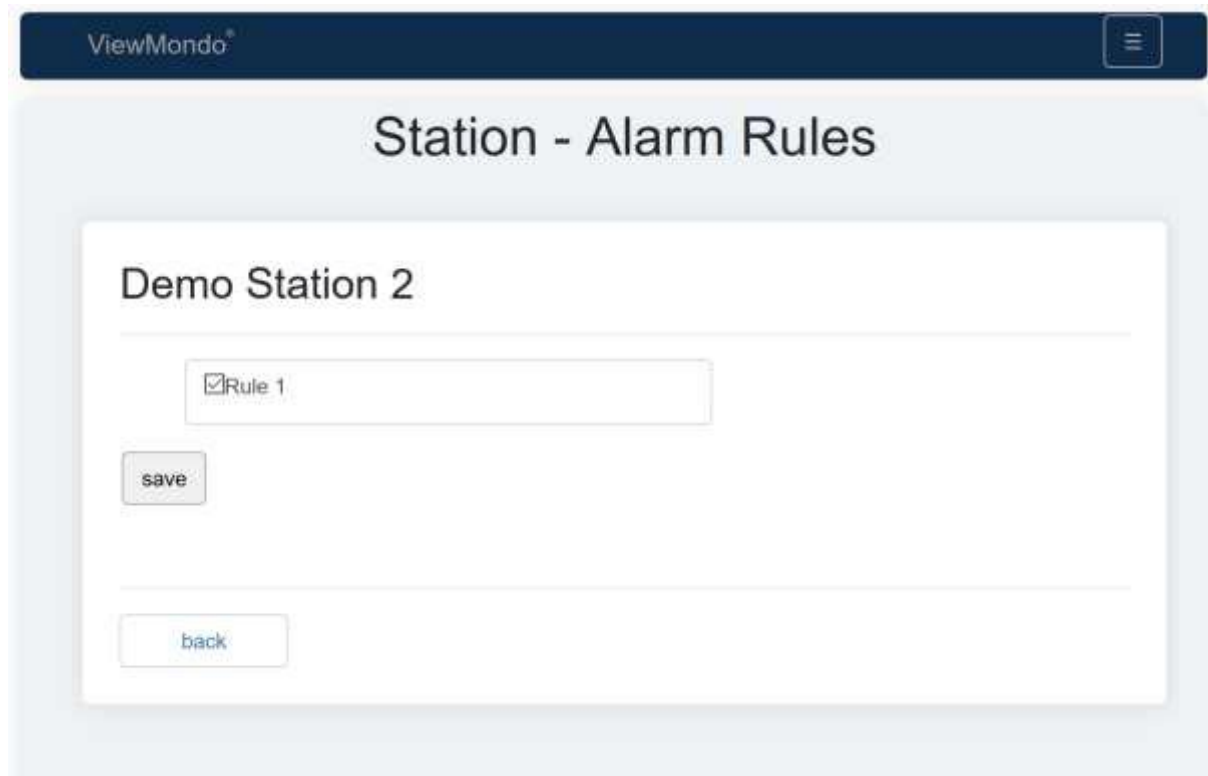 ViewMondo®
Station - Alarm Rules
Demo Station 2
Rule 1
save
back